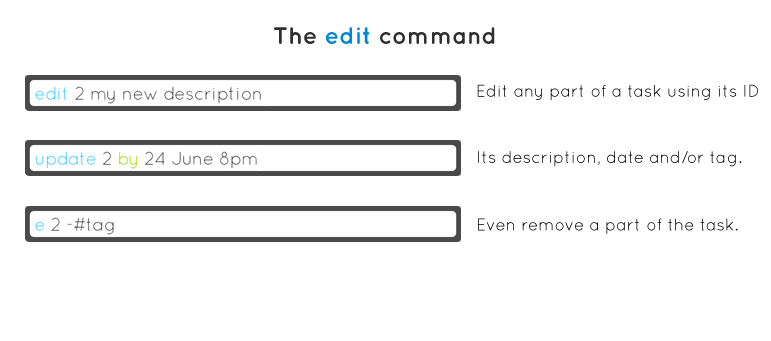 The edit command
edit 2 my new description
Edit any part of a task using its ID
update 2 by 24 June 8pm
Its description, date and/or tag.
e 2 -#tag
Even remove a part of the task.